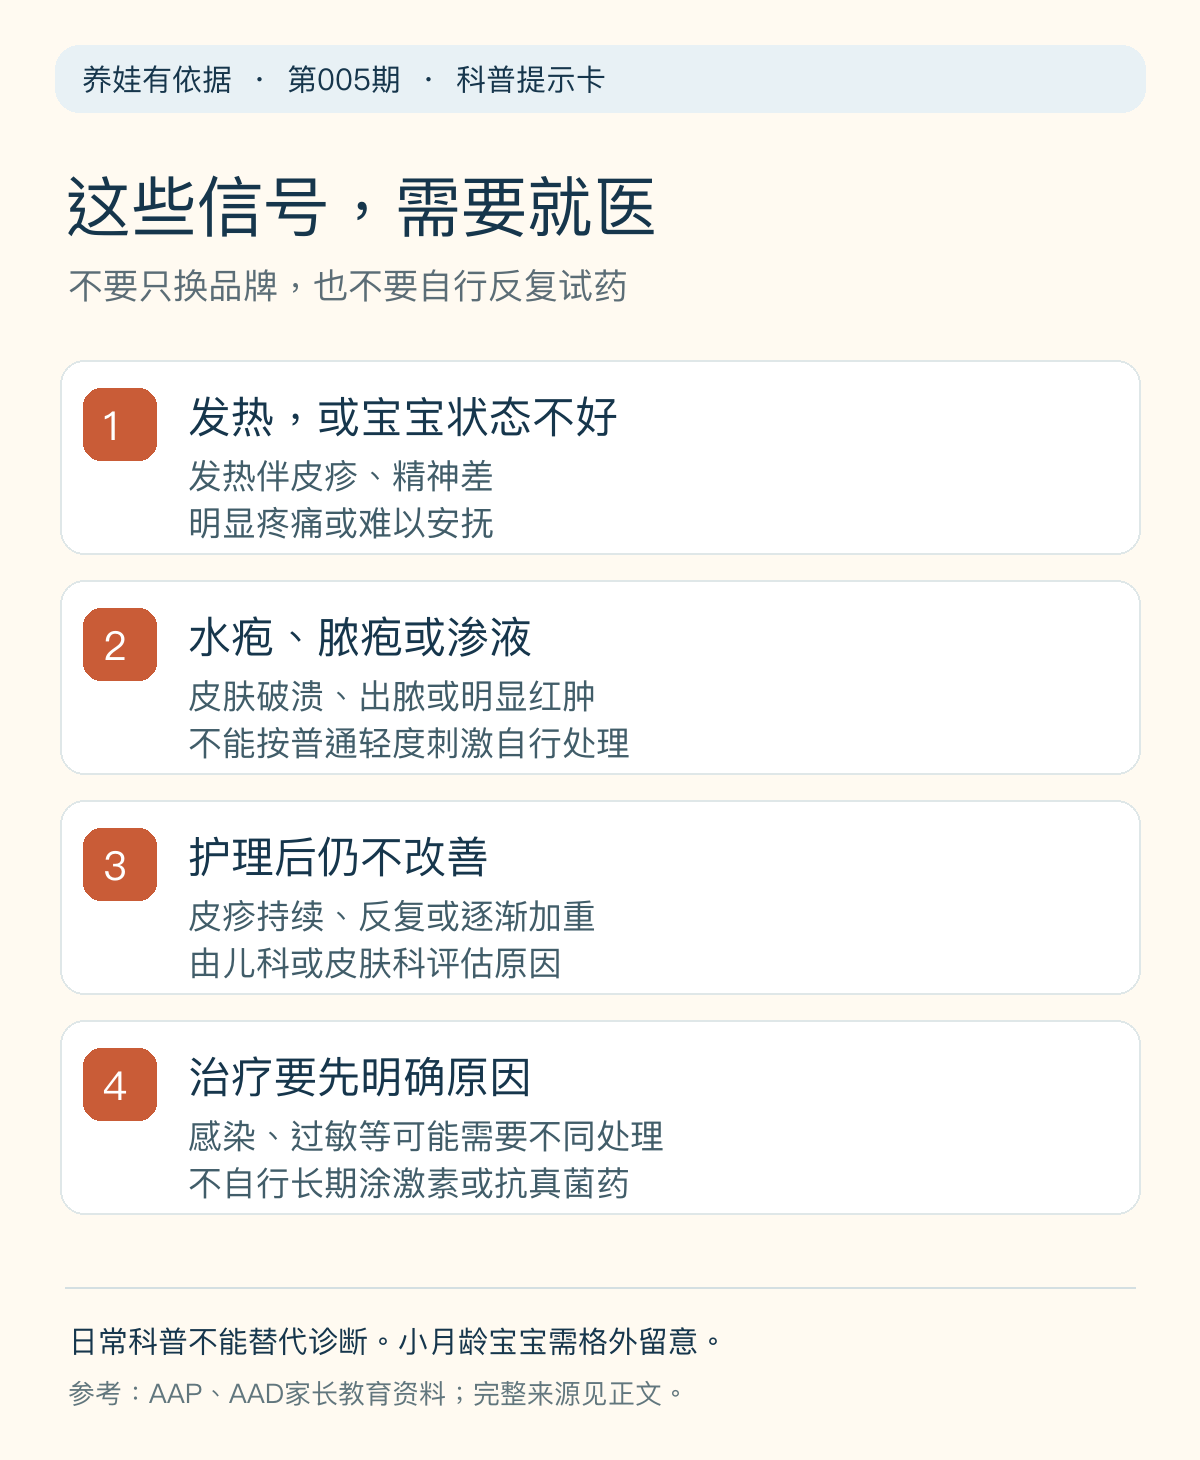 养娃有依据 · 第005期 · 科普提示卡
这些信号，需要就医
不要只换品牌，也不要自行反复试药
1
发热，或宝宝状态不好
发热伴皮疹、精神差
明显疼痛或难以安抚
2
水疱、脓疱或渗液
皮肤破溃、出脓或明显红肿
不能按普通轻度刺激自行处理
3
护理后仍不改善
皮疹持续、反复或逐渐加重
由儿科或皮肤科评估原因
4
治疗要先明确原因
感染、过敏等可能需要不同处理
不自行长期涂激素或抗真菌药
日常科普不能替代诊断。小月龄宝宝需格外留意。
参考：AAP、AAD家长教育资料；完整来源见正文。